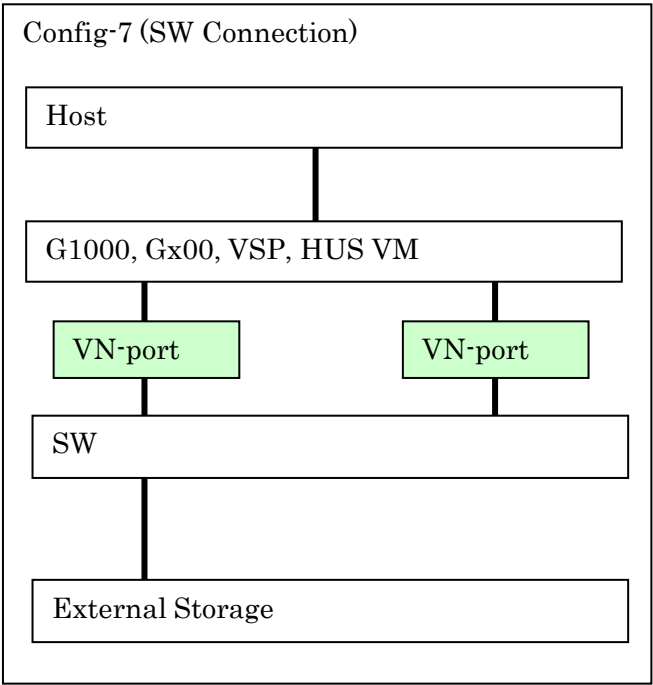 Config-7 (SW Connection)
Host
G1000, Gx00, VSP, HUS VM
VN-port
VN-port
SW
External Storage